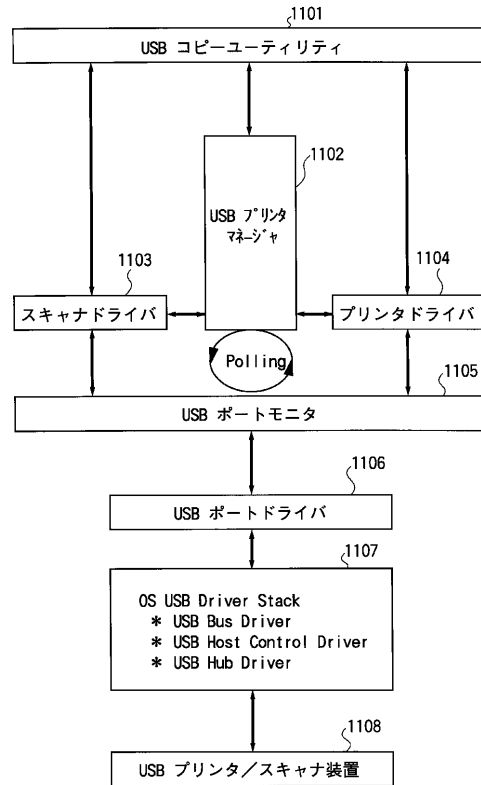 1101
USB コピーユーティリティ
1102
USB プリンタ
マネージャ
1103
スキャナドライバ
1104
プリンタドライバ
Polling
1105
USB ポートモニタ
1106
USB ポートドライバ
1107
OS USB Driver Stack
* USB Bus Driver
* USB Host Control Driver
* USB Hub Driver
1108
USB プリンタ／スキャナ装置